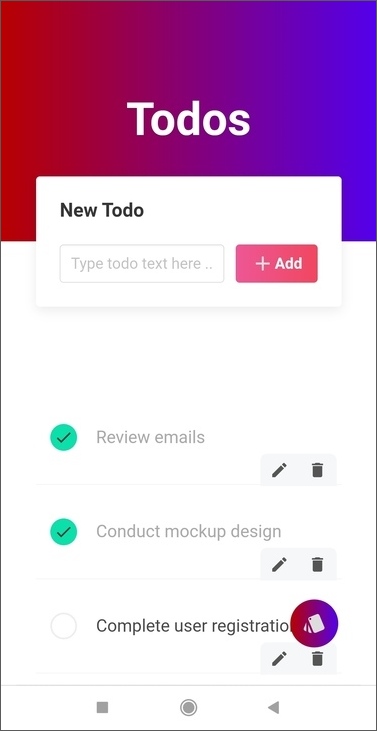 Todos
New Todo
Type todo text here ..
Add
Review emails
Conduct mockup design
Complete user registratio